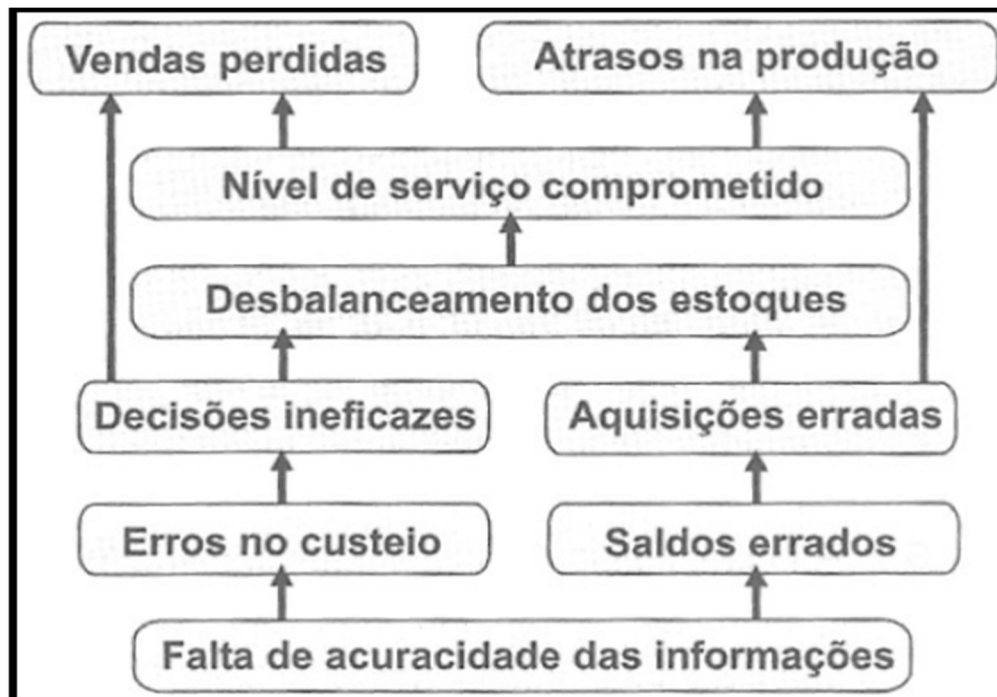 Vendas perdidas
Atrasos na produção
Nível de serviço comprometido
Desbalanceamento dos estoques
Decisões ineficazes
Aquisições erradas
Erros no custeio
Saldos errados
Falta de acuracidade das informações